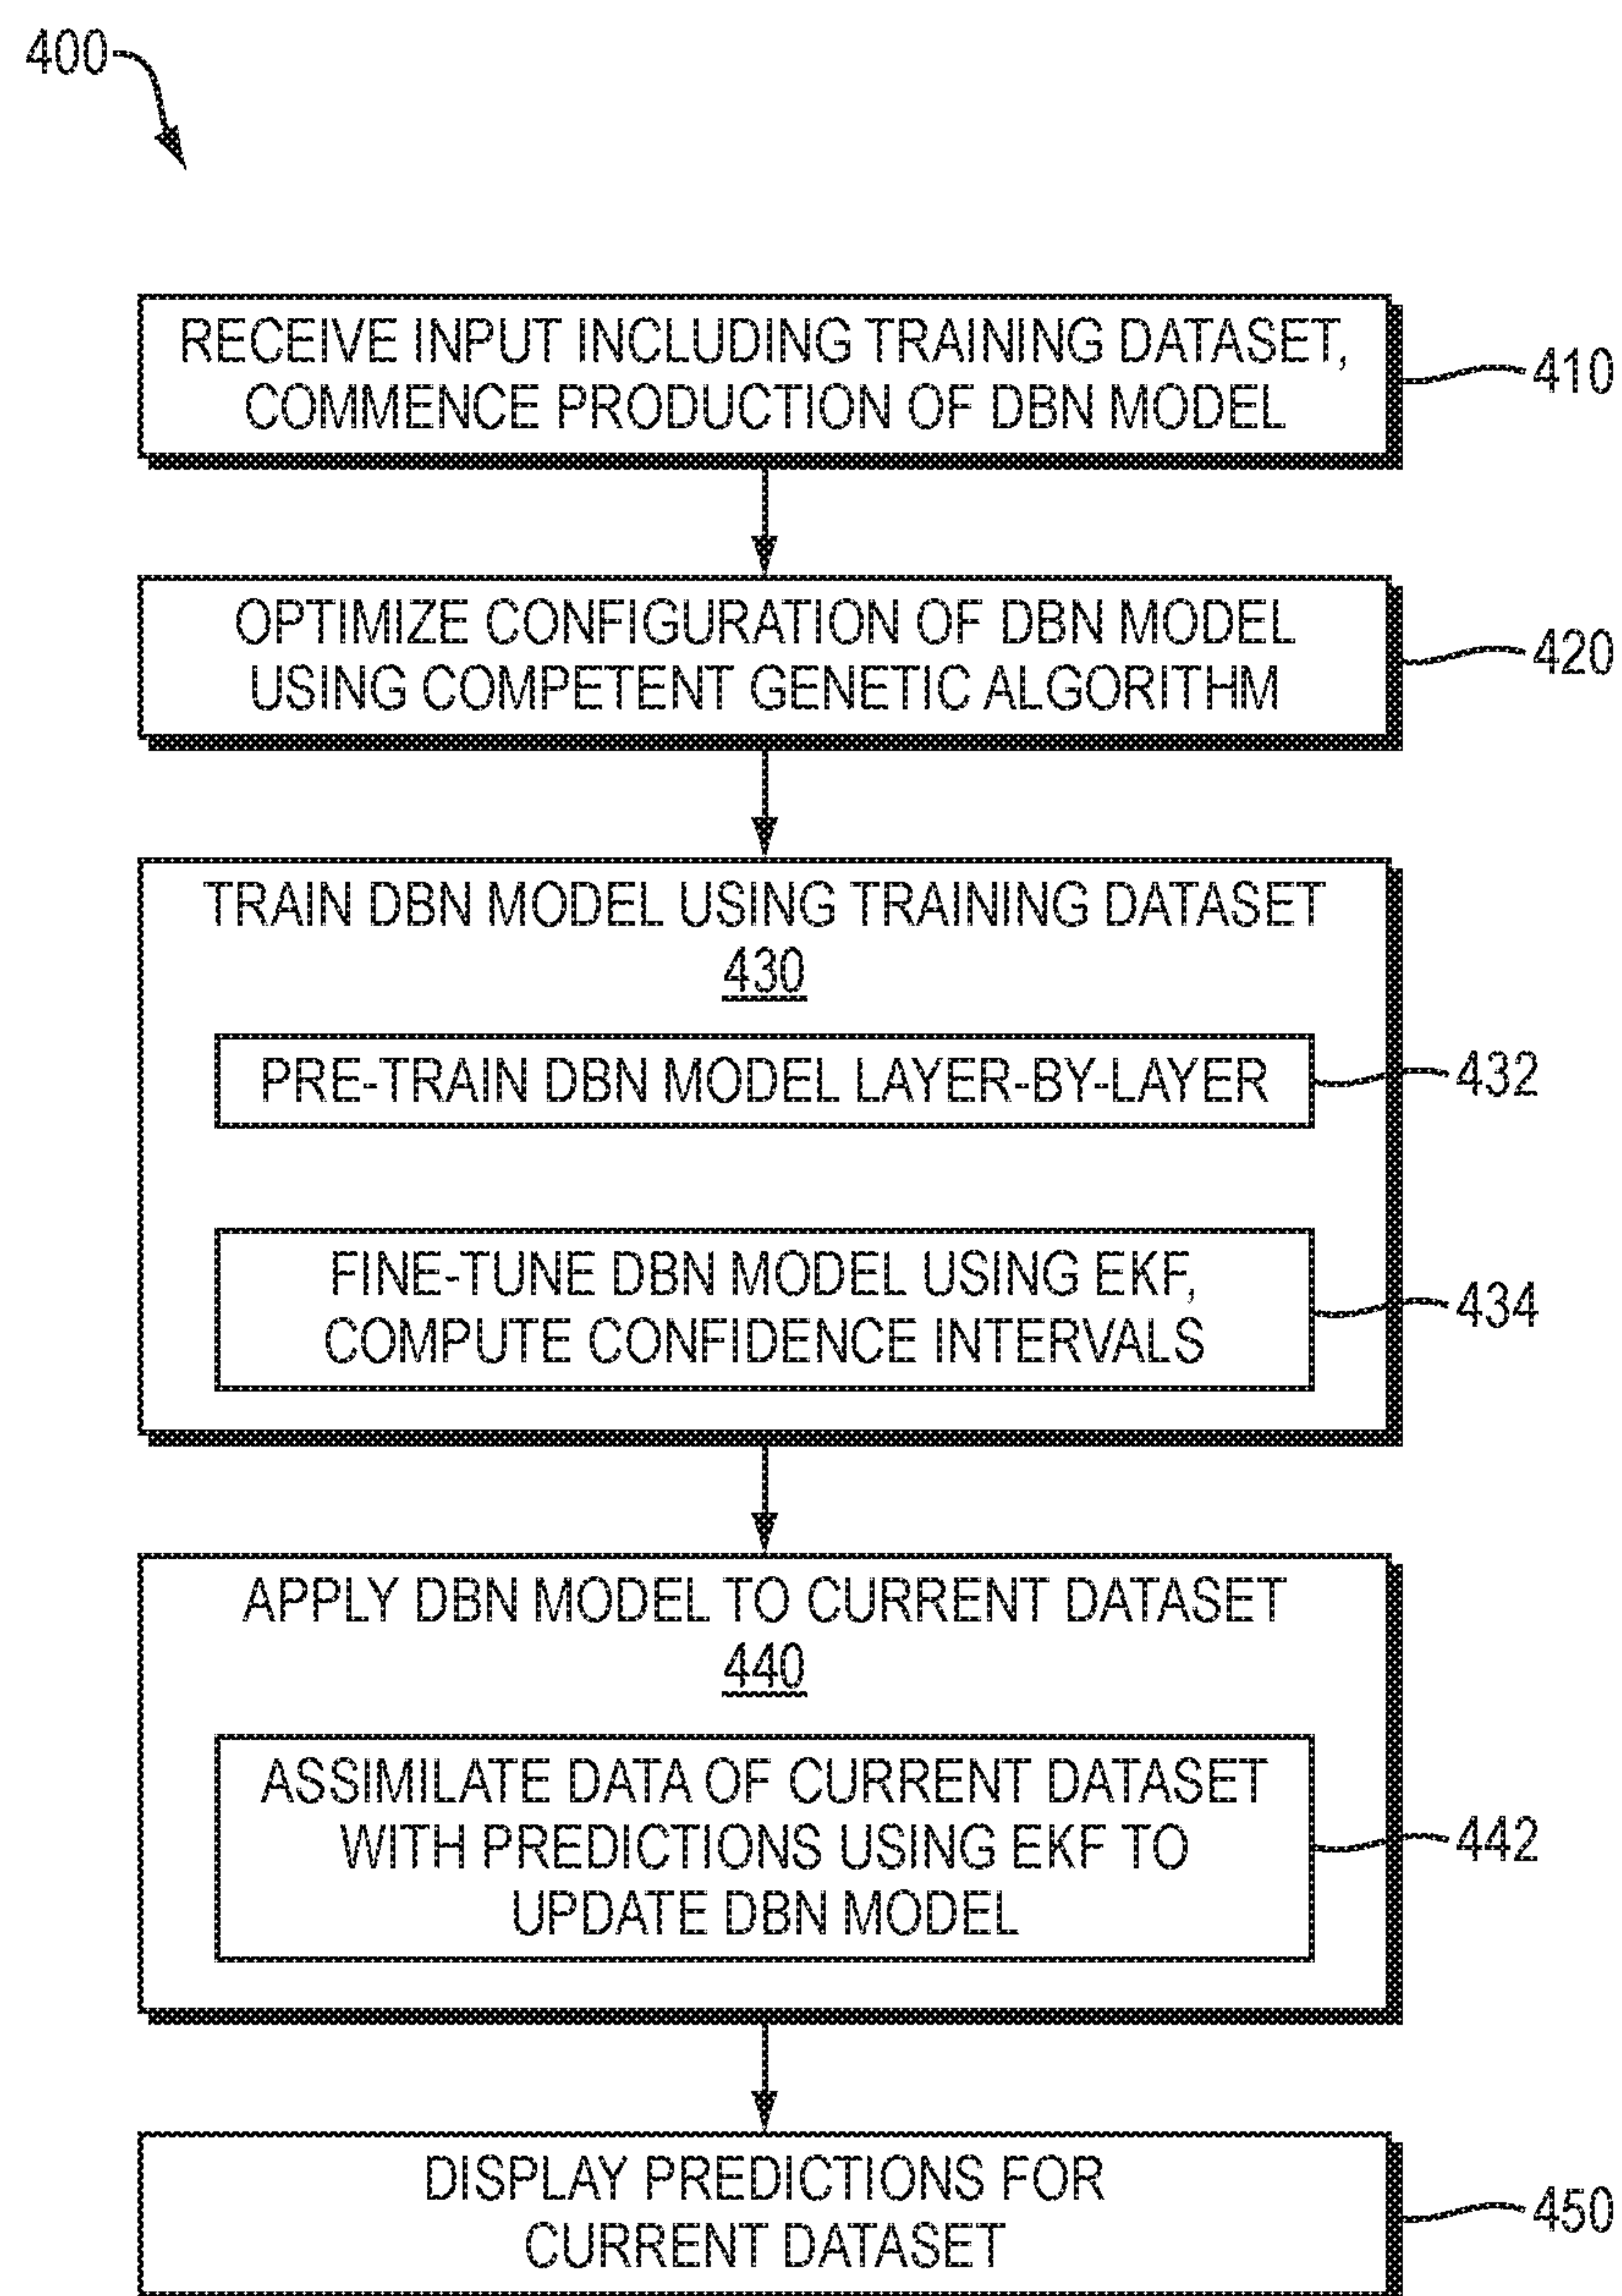 400
RECEIVE INPUT INCLUDING TRAINING DATASET,
COMMENCE PRODUCTION OF DBN MODEL
410
OPTIMIZE CONFIGURATION OF DBN MODEL
USING COMPETENT GENETIC ALGORITHM
420
TRAIN DBN MODEL USING TRAINING DATASET
430
PRE-TRAIN DBN MODEL LAYER-BY-LAYER
432
FINE-TUNE DBN MODEL USING EKF,
COMPUTE CONFIDENCE INTERVALS
434
APPLY DBN MODEL TO CURRENT DATASET
440
ASSIMILATE DATA OF CURRENT DATASET
WITH PREDICTIONS USING EKF TO
UPDATE DBN MODEL
442
DISPLAY PREDICTIONS FOR
CURRENT DATASET
450